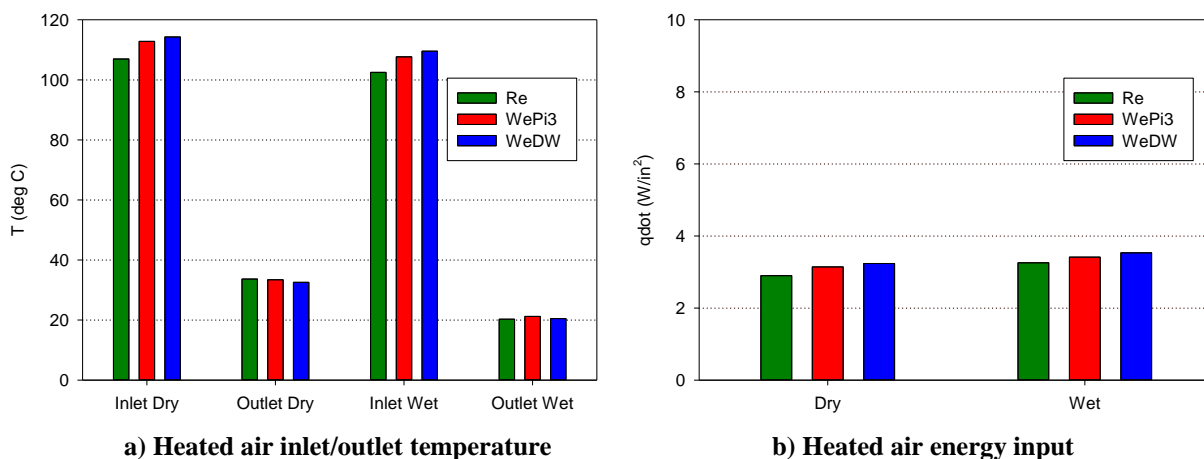 120
100
80
60
40
20
0
T (deg C)
Re
WePi3
WeDW
Inlet Dry
Outlet Dry
Inlet Wet
Outlet Wet
a) Heated air inlet/outlet temperature
10
8
6
4
2
0
qdot (W/in²)
Re
WePi3
WeDW
Dry
Wet
b) Heated air energy input